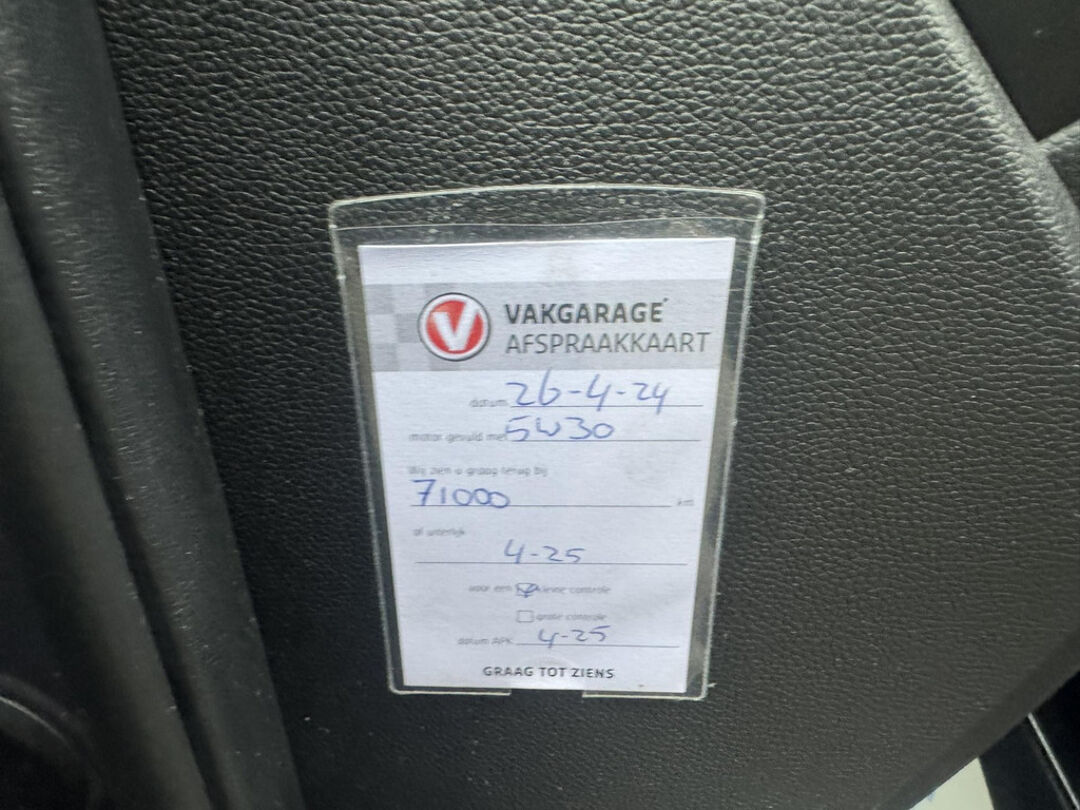 V
VAKGARAGE
AFSPRAAKKAART
datum 26-4-24
motor gevuld met 5W30
Wij zien u graag terug bij
71000 km
of uiterlijk
4-25
voor een kleine controle
grote controle
datum APK 4-25
GRAAG TOT ZIENS